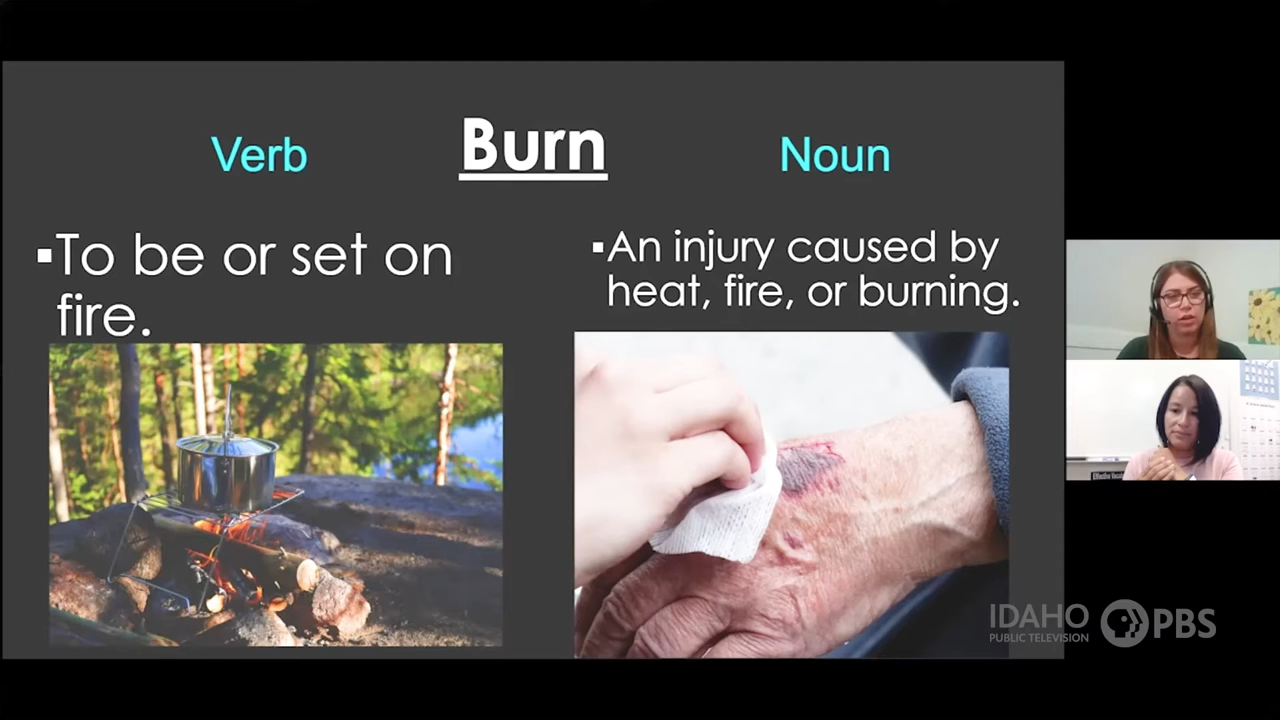 Verb
Burn
Noun
▪To be or set on
fire.
▪An injury caused by
heat, fire, or burning.
IDAHO
PUBLIC TELEVISION
PBS